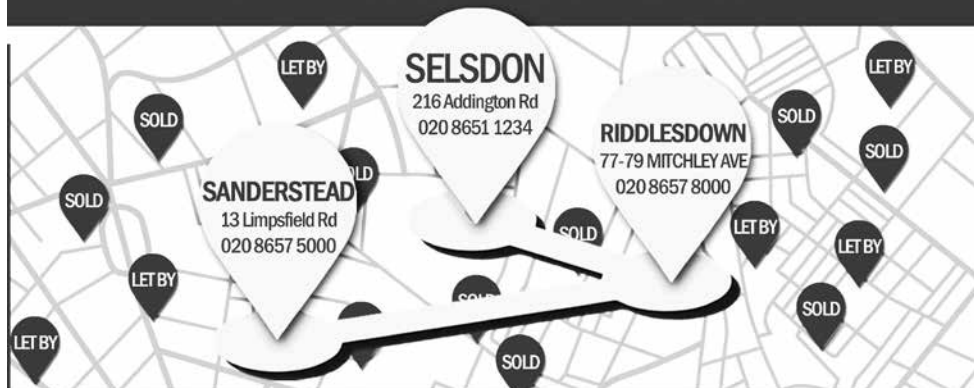 LET BY
SELSDON
216 Addington Rd
020 8651 1234
LET BY
SOLD
SOLD
RIDDLESDOWN
77-79 MITCHLEY AVE
020 8657 8000
SOLD
SOLD
SANDERSTEAD
13 Limpsfield Rd
020 8657 5000
SOLD
LET BY
SOLD
LET BY
LET BY
SOLD
LET BY
SOLD